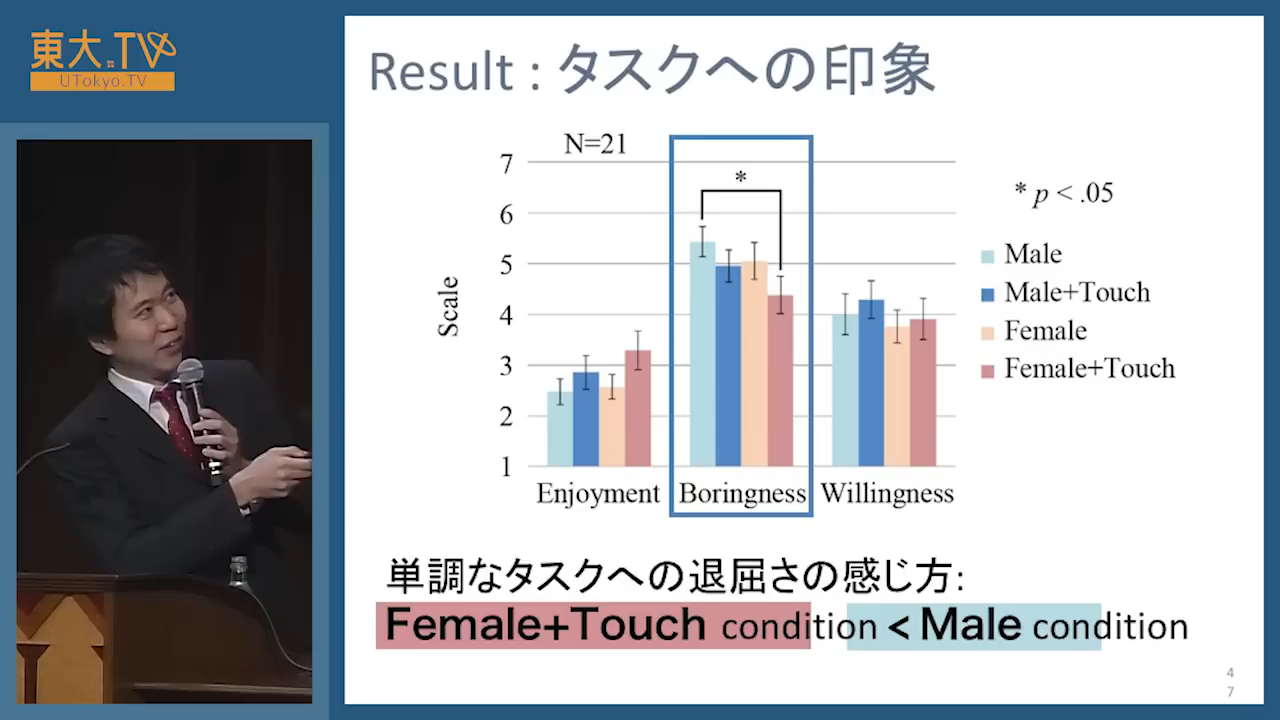 東大.TV
UTokyo.TV
Result : タスクへの印象
N=21
7
6
5
4
3
2
1
Scale
*
* p < .05
Male
Male+Touch
Female
Female+Touch
Enjoyment
Boringness
Willingness
単調なタスクへの退屈さの感じ方:
Female+Touch condition < Male condition
4
7